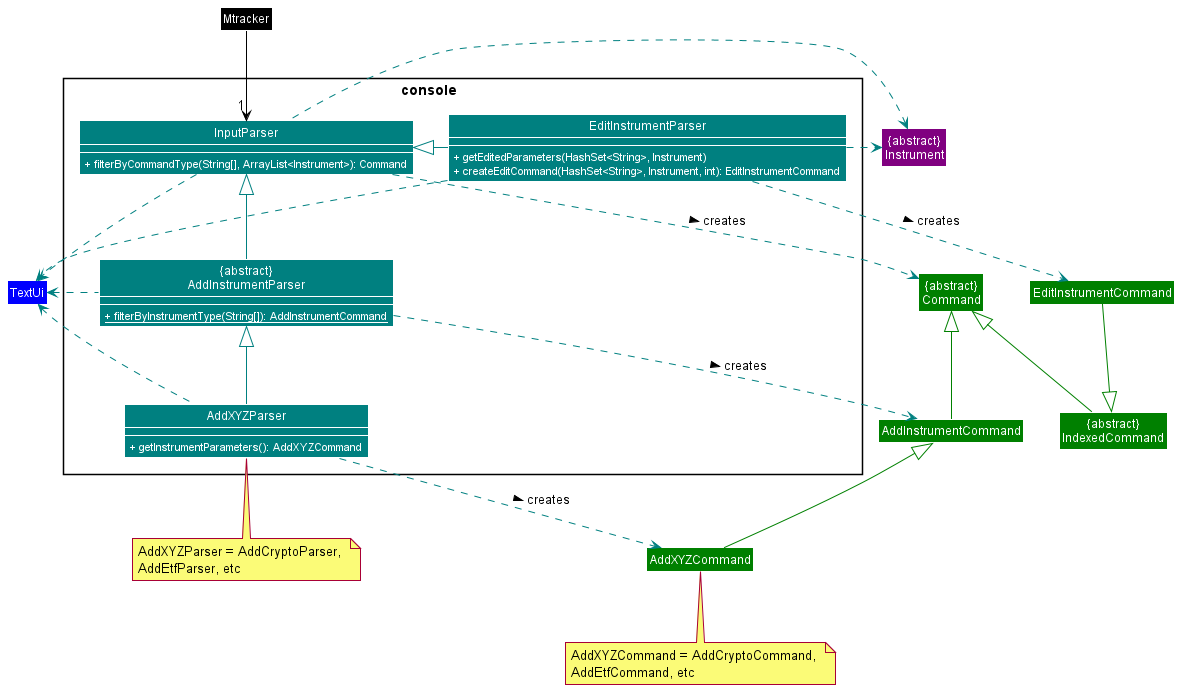 Mtracker
console
1
InputParser
+ filterByCommandType(String[], ArrayList<Instrument>): Command
EditInstrumentParser
+ getEditedParameters(HashSet<String>, Instrument)
+ createEditCommand(HashSet<String>, Instrument, int): EditInstrumentCommand
{abstract}
Instrument
creates
creates
{abstract}
AddInstrumentParser
+ filterByInstrumentType(String[]): AddInstrumentCommand
TextUi
{abstract}
Command
EditInstrumentCommand
creates
AddXYZParser
+ getInstrumentParameters(): AddXYZCommand
AddInstrumentCommand
{abstract}
IndexedCommand
creates
AddXYZParser = AddCryptoParser,
AddEtfParser, etc
AddXYZCommand
AddXYZCommand = AddCryptoCommand,
AddEtfCommand, etc